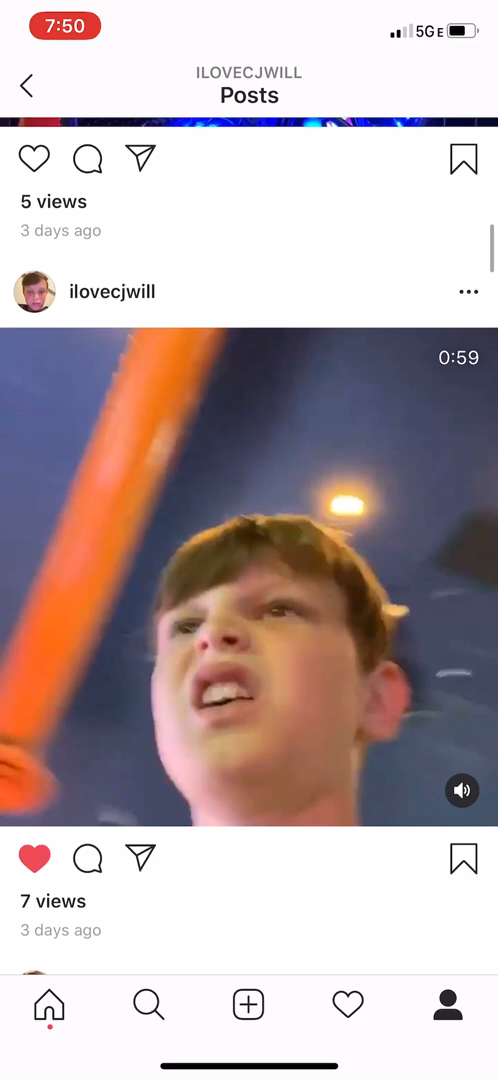 7:50
5G E
ILOVECJWILL
Posts
5 views
3 days ago
ilovecjwill
0:59
7 views
3 days ago